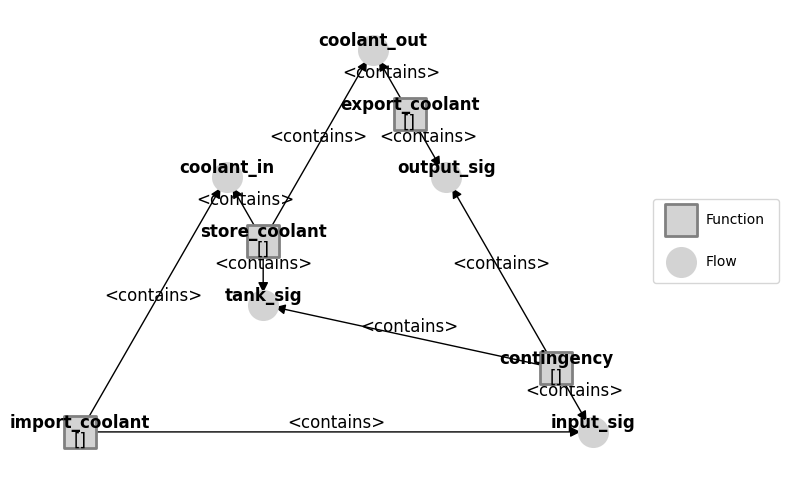 coolant_out
<contains>
export_coolant
[]
<contains> <contains>
coolant_in output_sig
<contains>
Function
store_coolant
[]
Flow
<contains> <contains>
tank_sig
<contains>
<contains>
contingency
[]
<contains>
import_coolant <contains> input_sig
[]